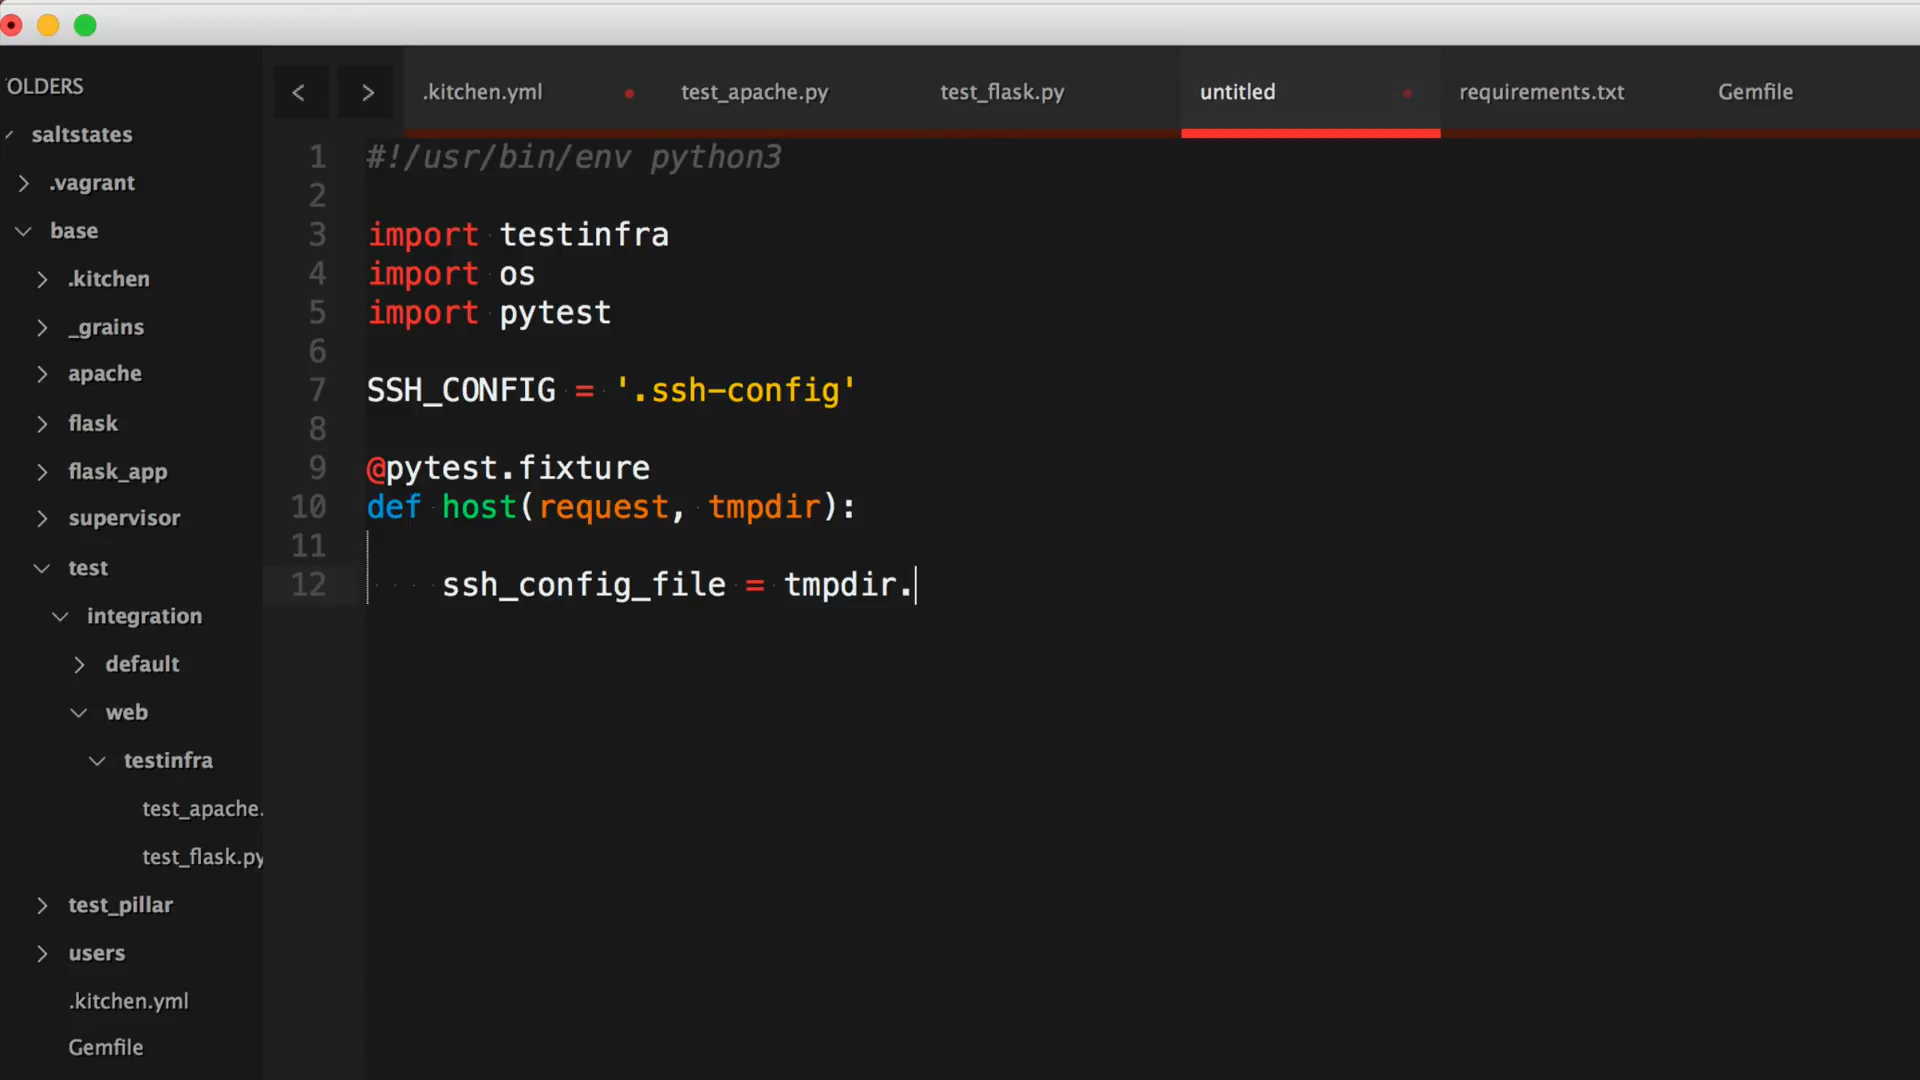 OLDERS
saltstates
.vagrant
base
.kitchen
_grains
apache
flask
flask_app
supervisor
test
integration
default
web
testinfra
test_apache.
test_flask.py
test_pillar
users
.kitchen.yml
Gemfile
< > .kitchen.yml test_apache.py test_flask.py untitled requirements.txt Gemfile
1 #!/usr/bin/env python3
2
3 import testinfra
4 import os
5 import pytest
6
7 SSH_CONFIG = '.ssh-config'
8
9 @pytest.fixture
10 def host(request, tmpdir):
11
12 ssh_config_file = tmpdir.